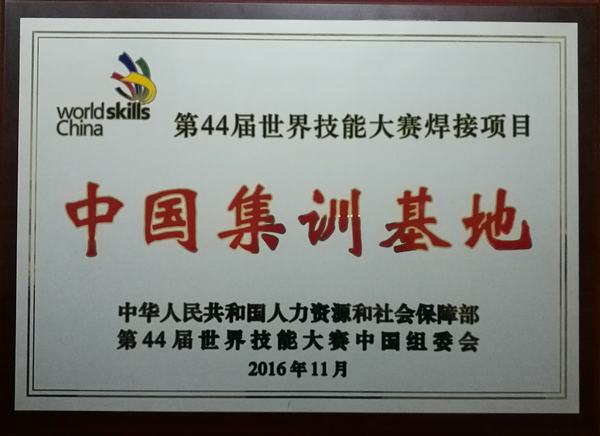 worldskills
China
第44届世界技能大赛焊接项目
中国集训基地
中华人民共和国人力资源和社会保障部
第44届世界技能大赛中国组委会
2016年11月